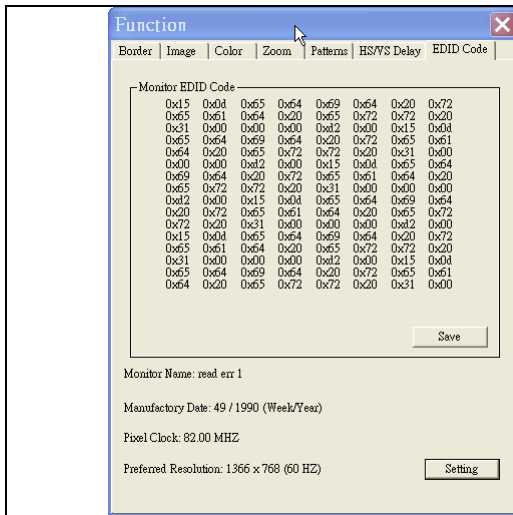 Function
Border Image Color Zoom Patterns HS/VS Delay EDID Code
Monitor EDID Code
0x15 0x0d 0x65 0x64 0x69 0x64 0x20 0x72
0x65 0x61 0x64 0x20 0x65 0x72 0x72 0x20
0x31 0x00 0x00 0x00 0xd2 0x00 0x15 0x0d
0x65 0x64 0x69 0x64 0x20 0x72 0x65 0x61
0x64 0x20 0x65 0x72 0x72 0x20 0x31 0x00
0x00 0x00 0xd2 0x00 0x15 0x0d 0x65 0x64
0x69 0x64 0x20 0x72 0x65 0x61 0x64 0x20
0x65 0x72 0x72 0x20 0x31 0x00 0x00 0x00
0xd2 0x00 0x15 0x0d 0x65 0x64 0x69 0x64
0x20 0x72 0x65 0x61 0x64 0x20 0x65 0x72
0x72 0x20 0x31 0x00 0x00 0x00 0xd2 0x00
0x15 0x0d 0x65 0x64 0x69 0x64 0x20 0x72
0x65 0x61 0x64 0x20 0x65 0x72 0x72 0x20
0x31 0x00 0x00 0x00 0xd2 0x00 0x15 0x0d
0x65 0x64 0x69 0x64 0x20 0x72 0x65 0x61
0x64 0x20 0x65 0x72 0x72 0x20 0x31 0x00
Save
Monitor Name: read err 1
Manufactory Date: 49 / 1990 (Week/Year)
Pixel Clock: 82.00 MHZ
Preferred Resolution: 1366 x 768 (60 HZ)
Setting